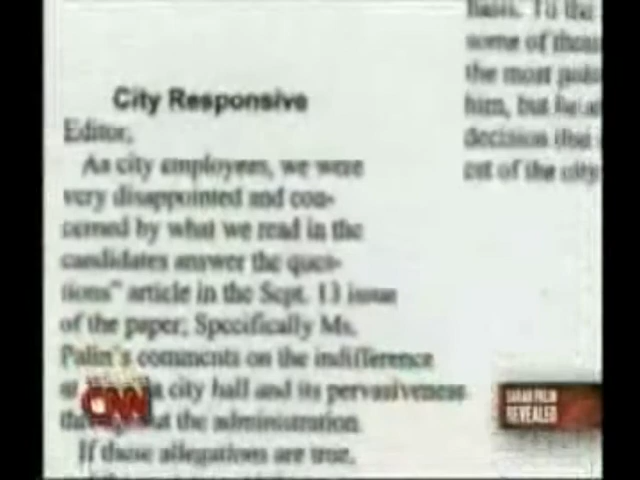 City Responsive
Editor,
As city employees, we were
very disappointed and con-
cerned by what we read in the
candidates answer the ques-
tions" article in the Sept. 13 issue
of the paper; Specifically Ms.
Palin's comments on the indifference
city hall and its pervasiveness
the administration
If these allegations are true,
Basis. To the
some of those
the most
him, but he
decision that
of the city
CNN
SARAH PALIN
REVEALED